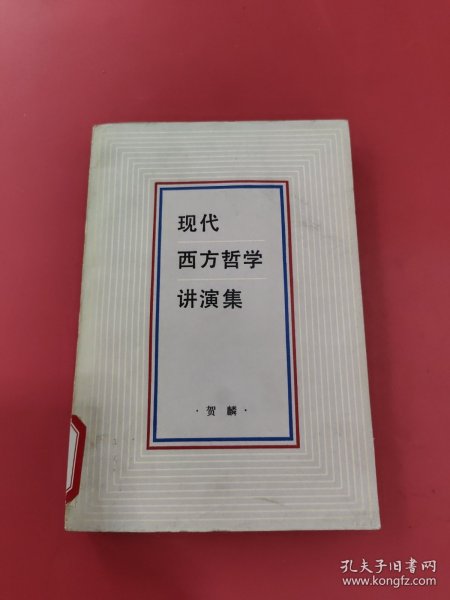 现代
西方哲学
讲演集
·贺麟·
孔夫子旧书网
www.kongfz.com